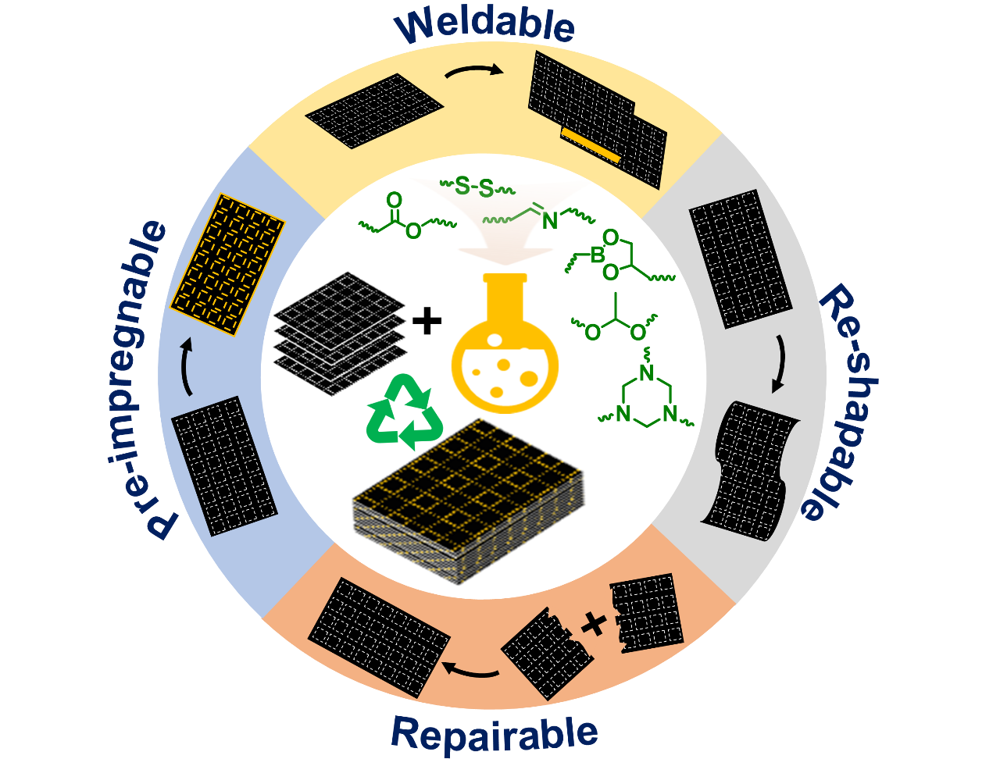 Weldable
Pre-impregnable
Re-shapable
Repairable
S-S
O
O
N
O
B
O
+
O
O
N
N
N
+